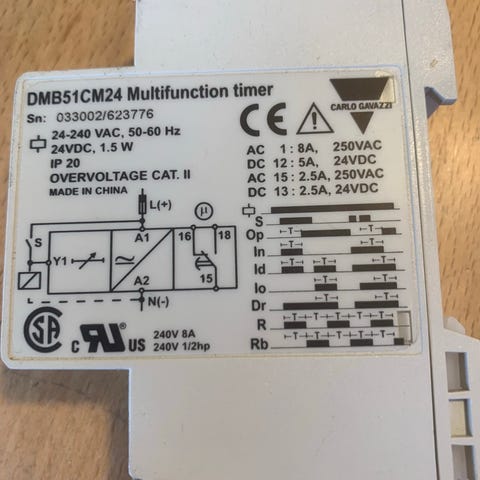 DMB51CM24 Multifunction timer
Sn: 033002/623776
24-240 VAC, 50-60 Hz
24VDC, 1.5 W
IP 20
OVERVOLTAGE CAT. II
MADE IN CHINA
CE
CARLO GAVAZZI
AC 1 : 8A, 250VAC
DC 12 : 5A, 24VDC
AC 15 : 2.5A, 250VAC
DC 13 : 2.5A, 24VDC
L(+)
μ
S
Y1
A1
16
18
A2
15
N(-)
S
Op
In
Id
Io
Dr
R
Rb
SA
C RU US
240V 8A
240V 1/2hp